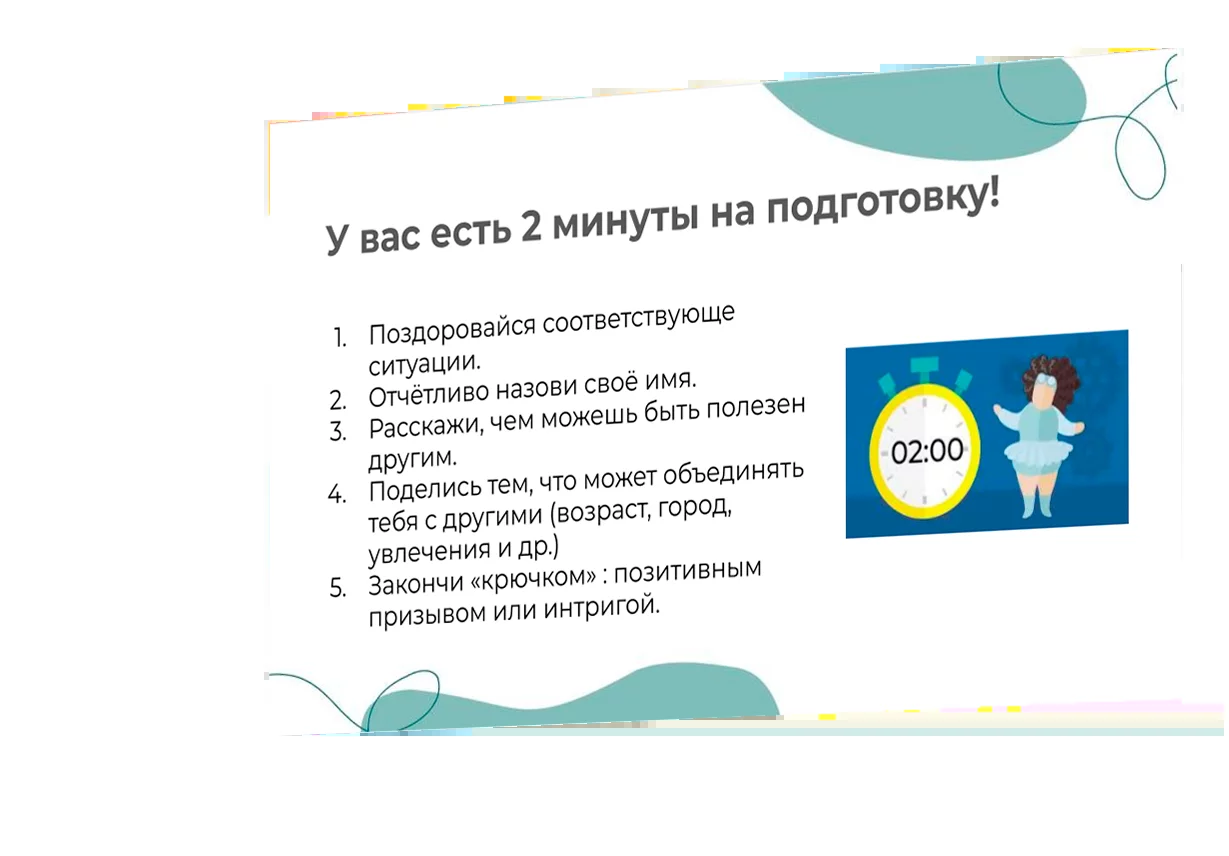 У вас есть 2 минуты на подготовку!
1. Поздоровайся соответствующе
ситуации.
2. Отчётливо назови своё имя.
3. Расскажи, чем можешь быть полезен
другим.
4. Поделись тем, что может объединять
тебя с другими (возраст, город,
увлечения и др.)
5. Закончи «крючком» : позитивным
призывом или интригой.
02:00